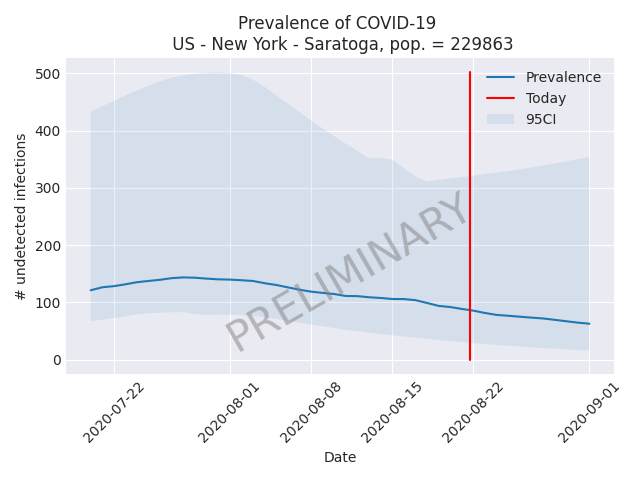 Prevalence of COVID-19
US - New York - Saratoga, pop. = 229863
# undetected infections
500
400
300
200
100
0
Prevalence
Today
95CI
PRELIMINARY
2020-07-22
2020-08-01
2020-08-08
2020-08-15
2020-08-22
2020-09-01
Date